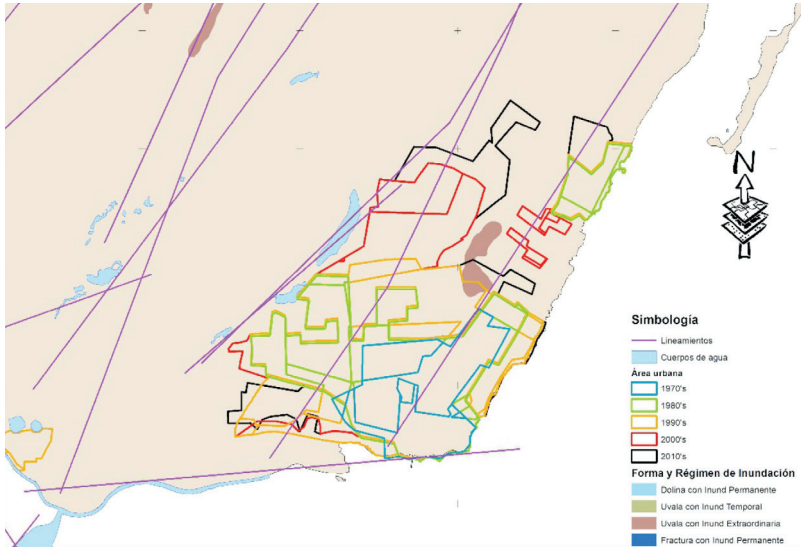 N
Simbología
Lineamientos
Cuerpos de agua
Área urbana
1970's
1980's
1990's
2000's
2010's
Forma y Régimen de Inundación
Dolina con Inund Permanente
Uvala con Inund Temporal
Uvala con Inund Extraordinaria
Fractura con Inund Permanente